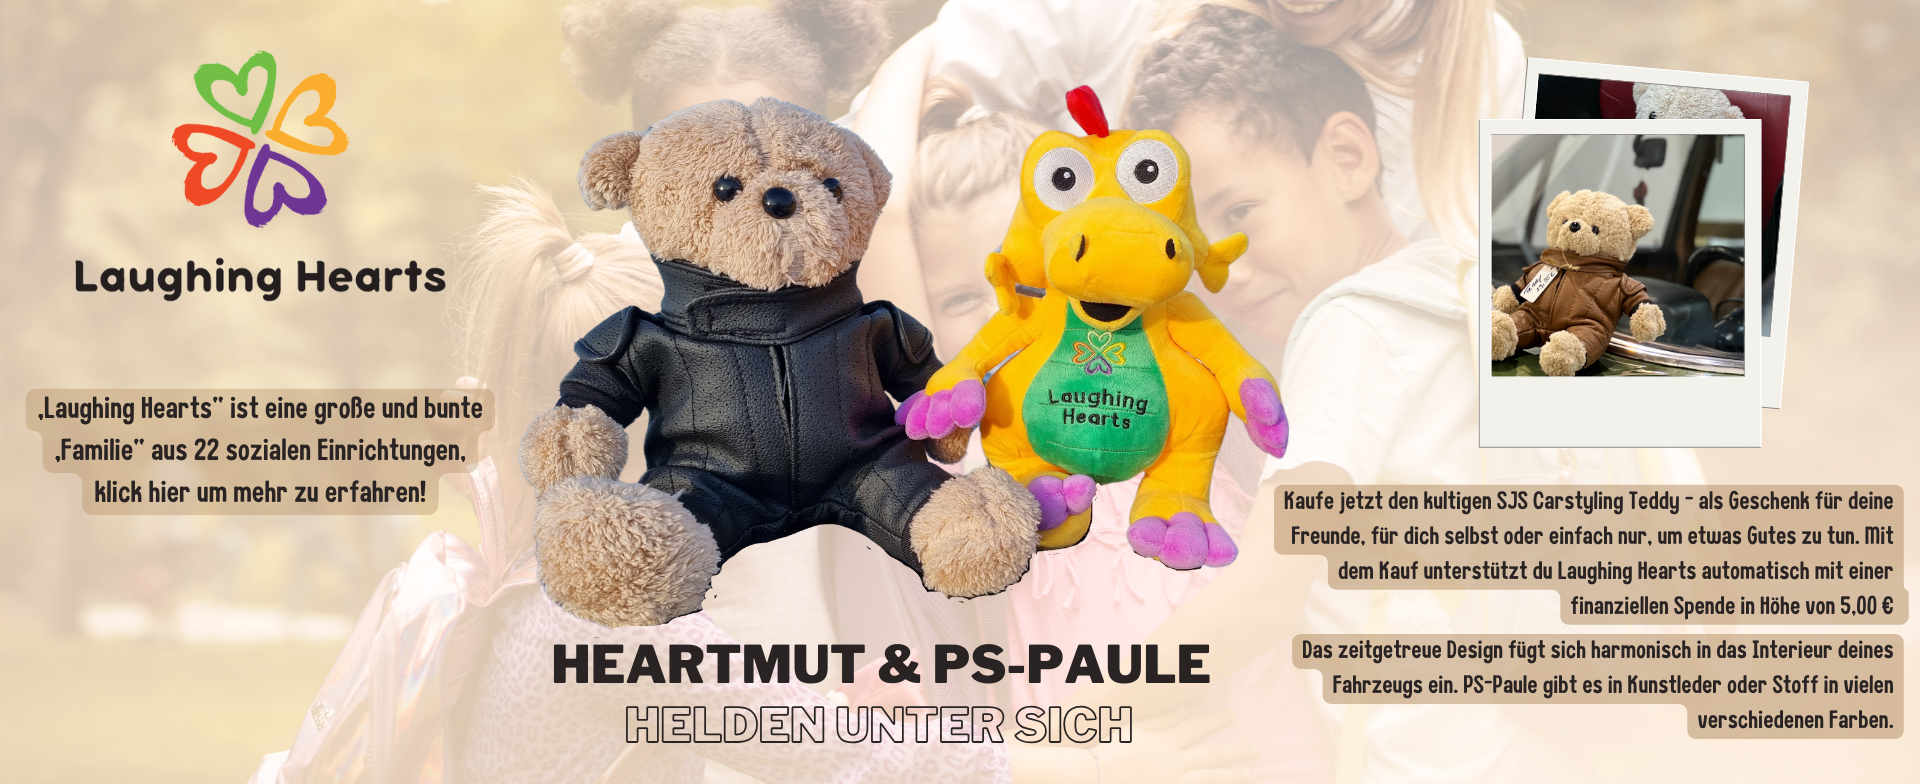 Laughing Hearts
„Laughing Hearts" ist eine große und bunte
„Familie" aus 22 sozialen Einrichtungen,
klick hier um mehr zu erfahren!
Laughing
Hearts
HEARTMUT & PS-PAULE
HELDEN UNTER SICH
Kaufe jetzt den kultigen SJS Carstyling Teddy - als Geschenk für deine
Freunde, für dich selbst oder einfach nur, um etwas Gutes zu tun. Mit
dem Kauf unterstützt du Laughing Hearts automatisch mit einer
finanziellen Spende in Höhe von 5,00 €
Das zeitgetreue Design fügt sich harmonisch in das Interieur deines
Fahrzeugs ein. PS-Paule gibt es in Kunstleder oder Stoff in vielen
verschiedenen Farben.